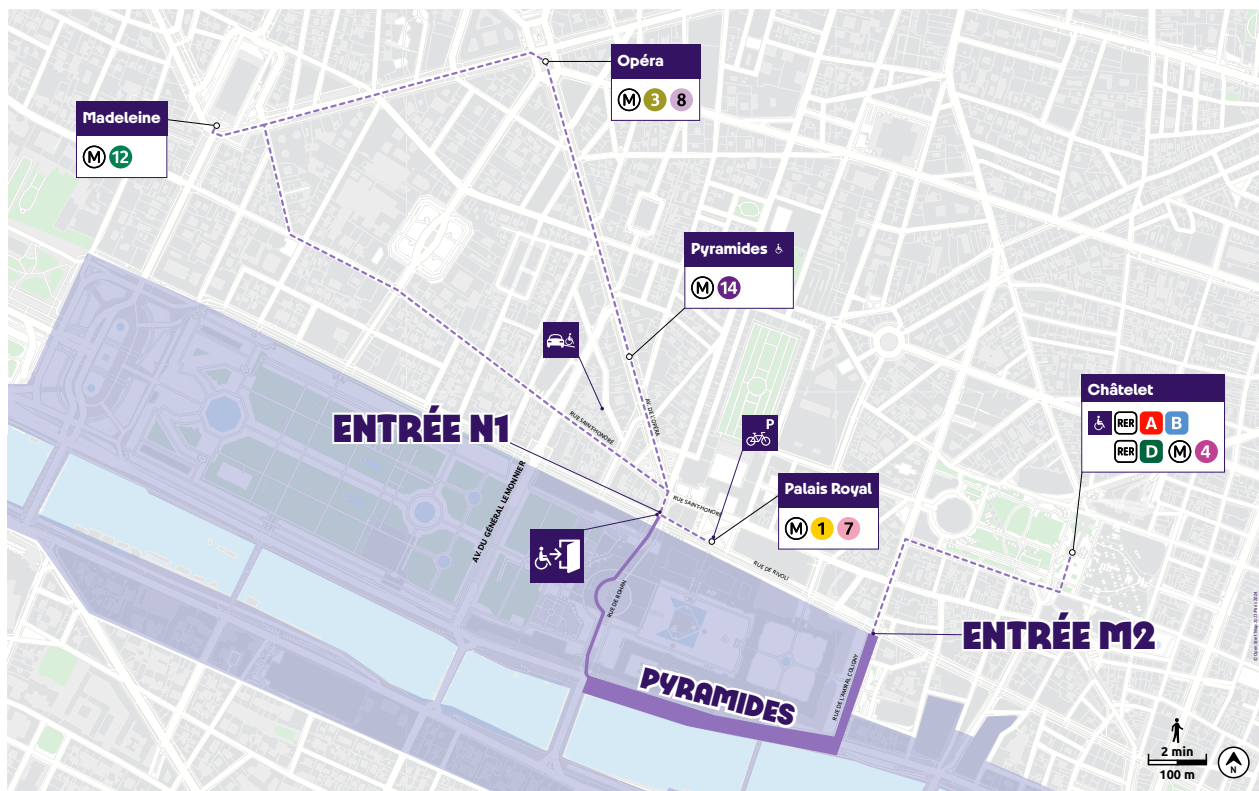 Opéra
M 3 8
Madeleine
M 12
Pyramides
M 14
Châtelet
RER A B
RER D M 4
ENTRÉE N1
RUE SAINT-HONORÉ
AV. DE L'OPÉRA
P
AV. DU GÉNÉRAL LEMONNIER
Palais Royal
M 1 7
RUE SAINT-HONORÉ
RUE DE RIVOLI
RUE DE ROHAN
ENTRÉE M2
PYRAMIDES
RUE DE L'AMIRAL COLIGNY
2 min
100 m
N